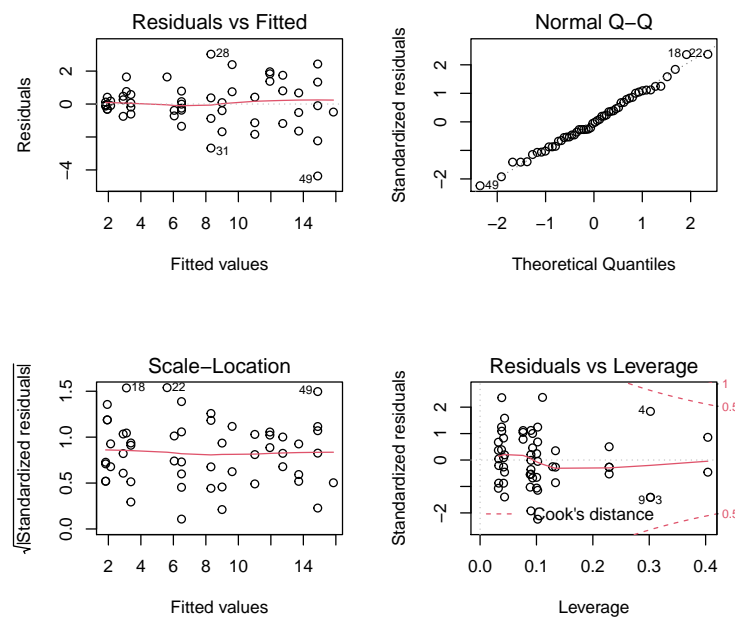 Residuals vs Fitted
Residuals
2
0
−4
28
31
49
2 4 6 8 10 14
Fitted values
Normal Q−Q
Standardized residuals
2
1
0
−2
18 22
49
−2 −1 0 1 2
Theoretical Quantiles
Scale−Location
√|Standardized residuals|
1.5
1.0
0.5
0.0
18 22 49
2 4 6 8 10 14
Fitted values
Residuals vs Leverage
Standardized residuals
2
1
0
−2
4
9 3
Cook's distance
1
0.5
0.5
0.0 0.1 0.2 0.3 0.4
Leverage